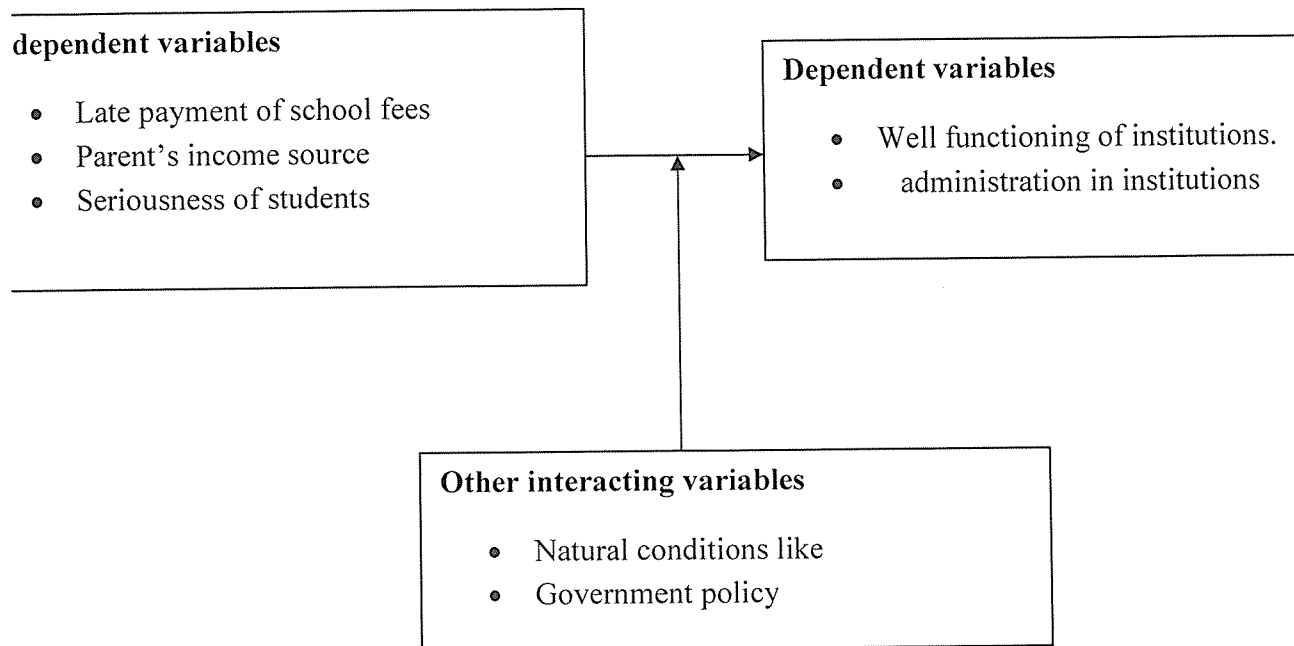 dependent variables
• Late payment of school fees
• Parent's income source
• Seriousness of students
Dependent variables
• Well functioning of institutions.
• administration in institutions
Other interacting variables
• Natural conditions like
• Government policy